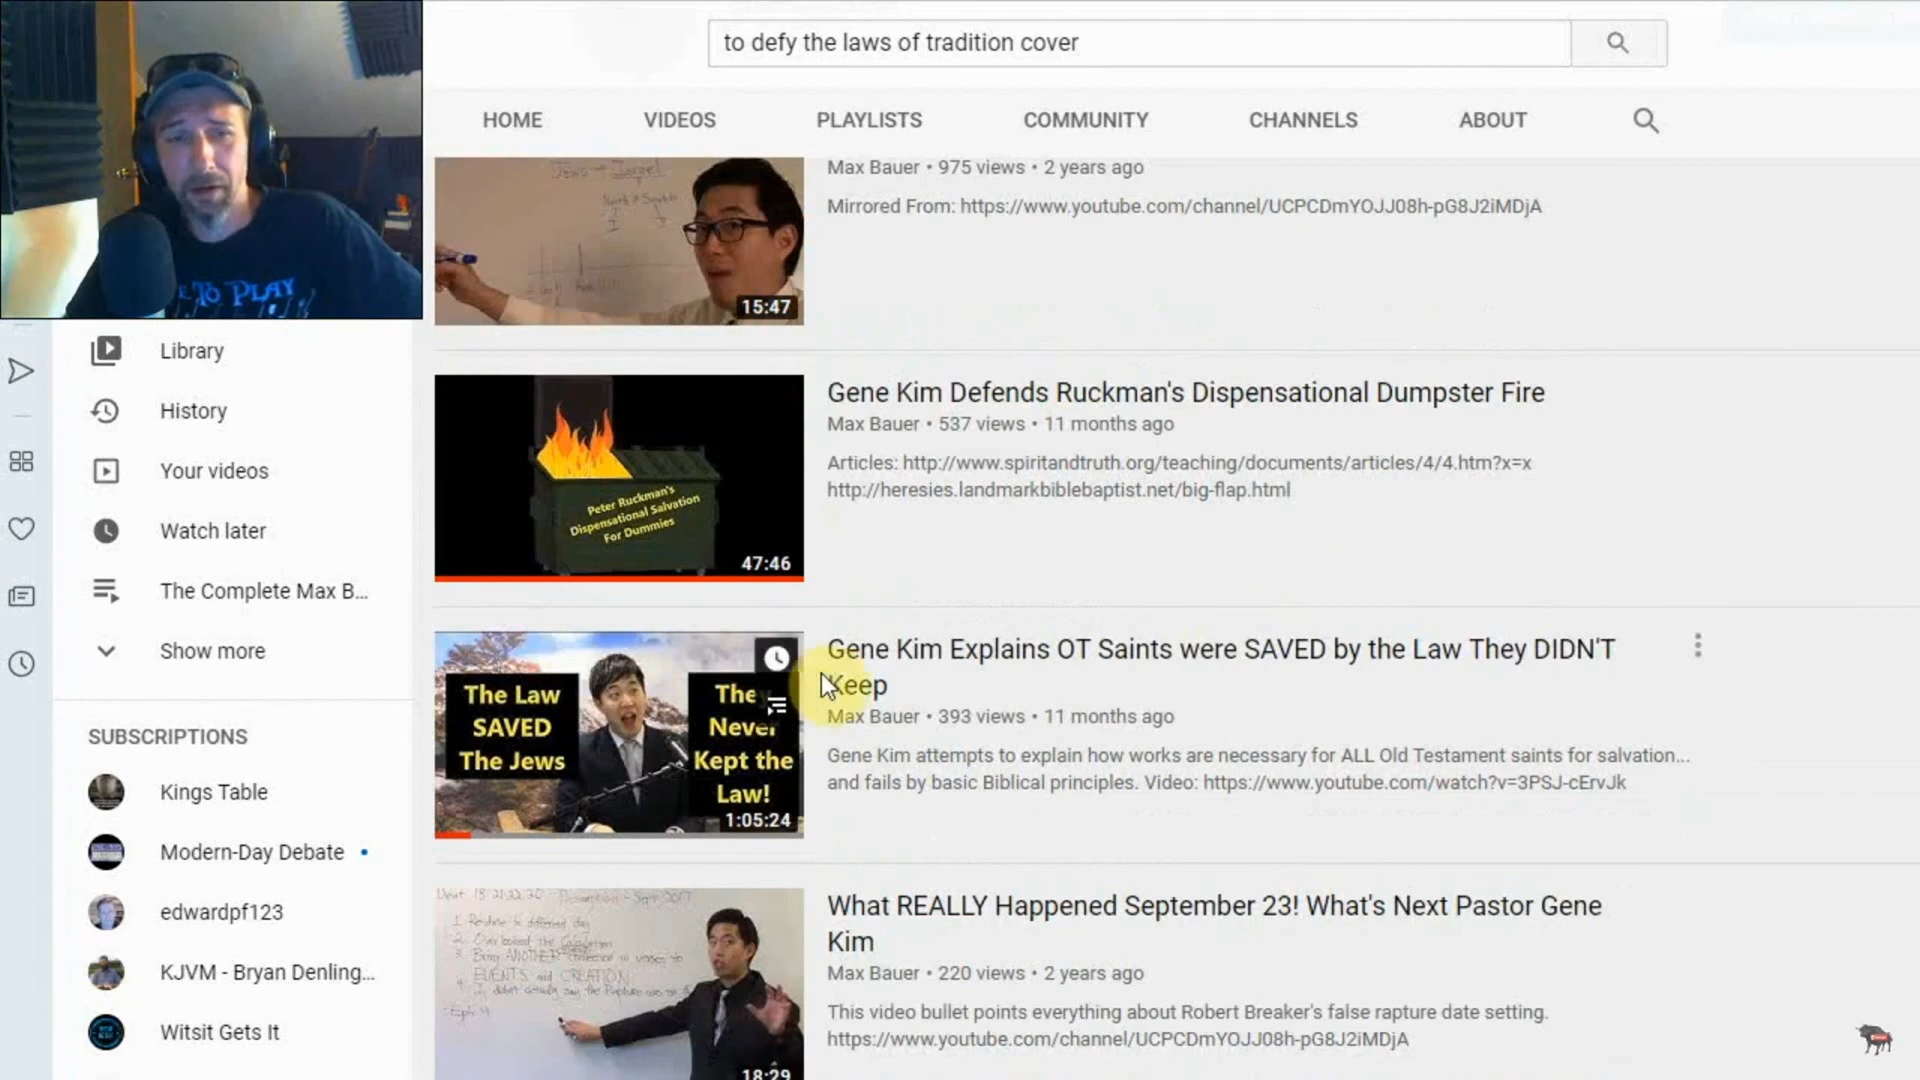 to defy the laws of tradition cover
HOME VIDEOS PLAYLISTS COMMUNITY CHANNELS ABOUT
Max Bauer • 975 views • 2 years ago
Mirrored From: https://www.youtube.com/channel/UCPCDmYOJJ08h-pG8J2iMDjA
15:47
TO PLAY
Library
History
Your videos
Watch later
The Complete Max B...
Show more
SUBSCRIPTIONS
Kings Table
Modern-Day Debate
edwardpf123
KJVM - Bryan Denling...
Witsit Gets It
Gene Kim Defends Ruckman's Dispensational Dumpster Fire
Max Bauer • 537 views • 11 months ago
Articles: http://www.spiritandtruth.org/teaching/documents/articles/4/4.htm?x=x
http://heresies.landmarkbiblebaptist.net/big-flap.html
Peter Ruckman's
Dispensational Salvation
For Dummies
47:46
Gene Kim Explains OT Saints were SAVED by the Law They DIDN'T
Keep
Max Bauer • 393 views • 11 months ago
Gene Kim attempts to explain how works are necessary for ALL Old Testament saints for salvation...
and fails by basic Biblical principles. Video: https://www.youtube.com/watch?v=3PSJ-cErvJk
The Law
SAVED
The Jews
They
Never
Kept the
Law!
1:05:24
What REALLY Happened September 23! What's Next Pastor Gene
Kim
Max Bauer • 220 views • 2 years ago
This video bullet points everything about Robert Breaker's false rapture date setting.
https://www.youtube.com/channel/UCPCDmYOJJ08h-pG8J2iMDjA
EVENTS and CREATION
18:29